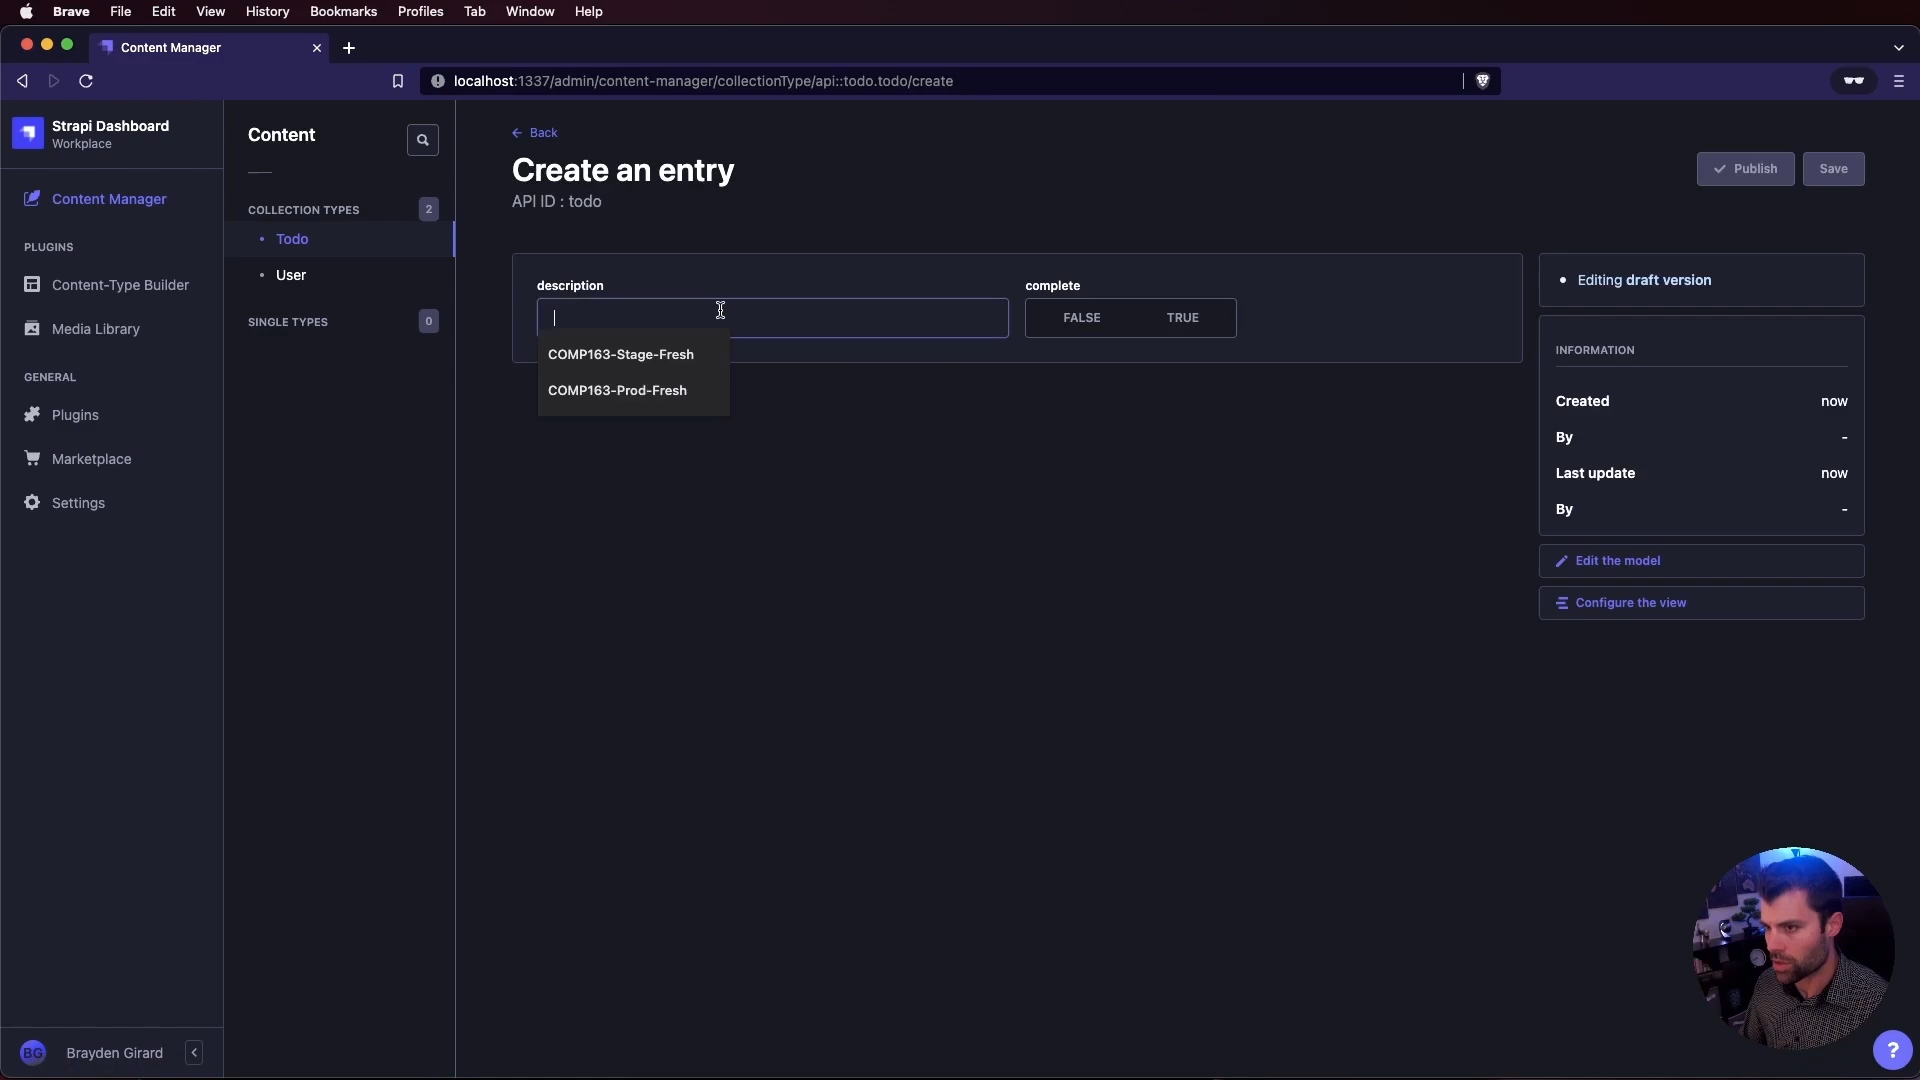 Brave File Edit View History Bookmarks Profiles Tab Window Help
Content Manager
localhost:1337/admin/content-manager/collectionType/api::todo.todo/create
Strapi Dashboard
Workplace
Content Manager
PLUGINS
Content-Type Builder
Media Library
GENERAL
Plugins
Marketplace
Settings
BG Brayden Girard
Content
COLLECTION TYPES 2
Todo
User
SINGLE TYPES 0
Back
Create an entry
API ID : todo
Publish Save
description
COMP163-Stage-Fresh
COMP163-Prod-Fresh
complete
FALSE TRUE
Editing draft version
INFORMATION
Created now
By -
Last update now
By -
Edit the model
Configure the view
?